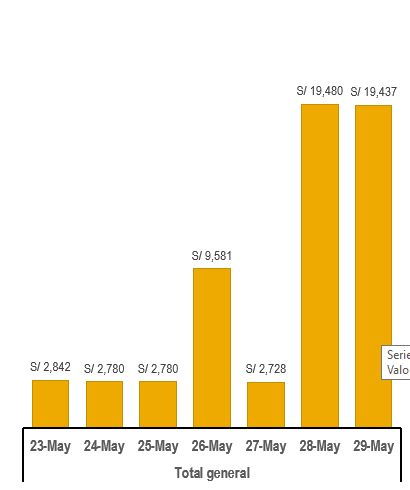 S/ 19,480 S/ 19,437
S/ 9,581
S/ 2,842 S/ 2,780 S/ 2,780 S/ 2,728
Serie
Valo
23-May 24-May 25-May 26-May 27-May 28-May 29-May
Total general